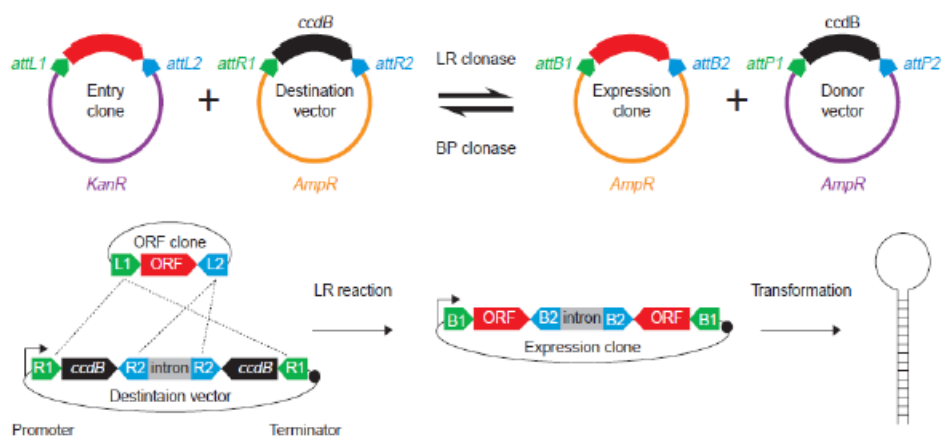 ccdB
ccdB
attL1
attL2
attR1
attR2
LR clonase
attB1
attB2
attP1
attP2
Entry
clone
+
Destination
vector
Expression
clone
+
Donor
vector
BP clonase
KanR
AmpR
AmpR
AmpR
ORF clone
L1 ORF L2
LR reaction
Transformation
B1 ORF B2 intron B2 ORF B1
Expression clone
R1 ccdB R2 intron R2 ccdB R1
Destintaion vector
Promoter
Terminator